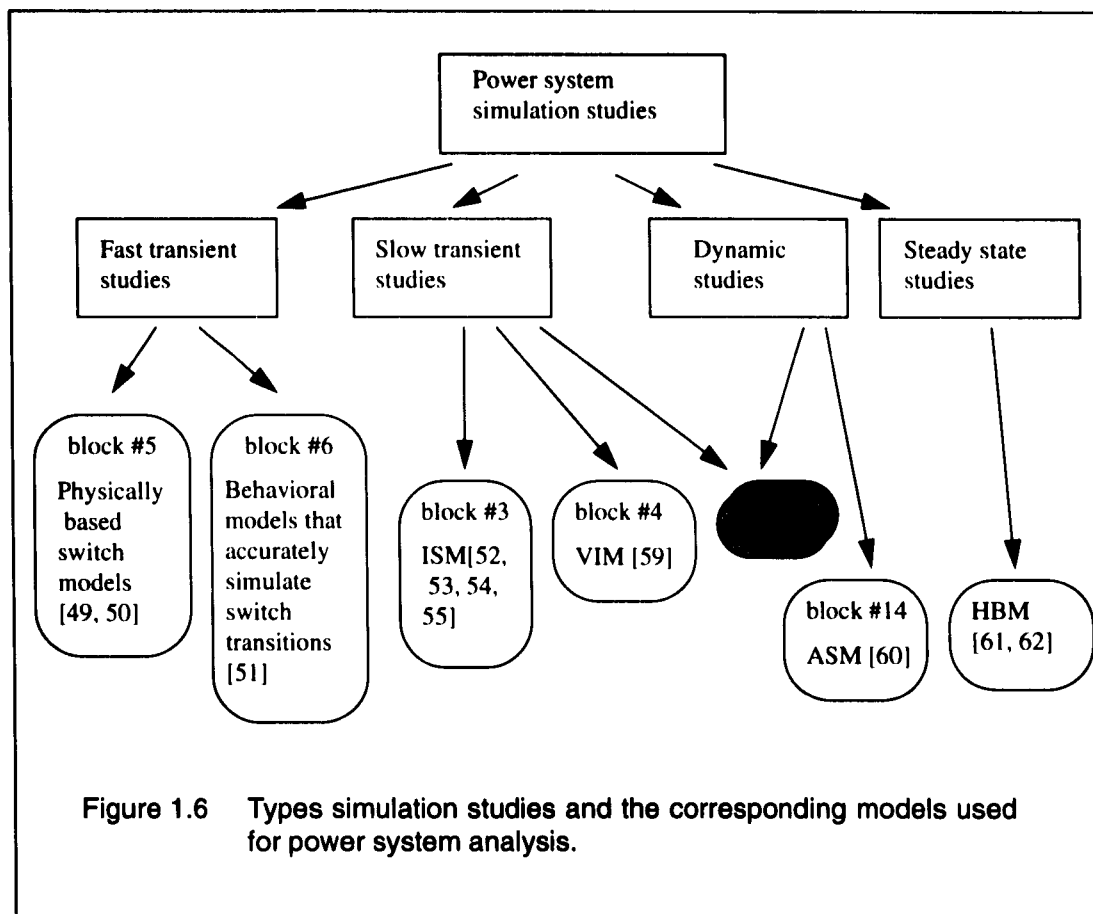 Power system
simulation studies
Fast transient
studies
Slow transient
studies
Dynamic
studies
Steady state
studies
block #5
Physically
based
switch
models
[49, 50]
block #6
Behavioral
models that
accurately
simulate
switch
transitions
[51]
block #3
ISM[52,
53, 54,
55]
block #4
VIM [59]
block #14
ASM [60]
HBM
[61, 62]
Figure 1.6 Types simulation studies and the corresponding models used
for power system analysis.